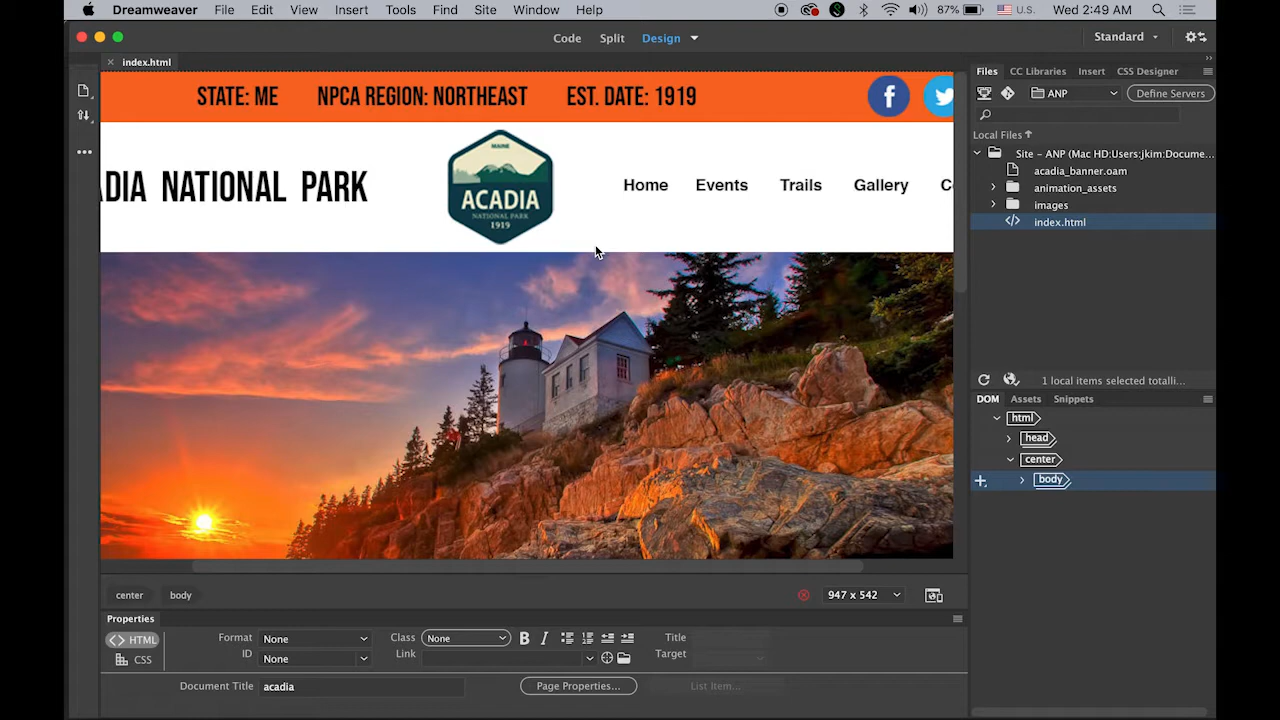 Dreamweaver File Edit View Insert Commands Tools Find Site Window Help 87% U.S. Wed 2:49 AM
Code Split Design Standard
index.html
STATE: ME NPCA REGION: NORTHEAST EST. DATE: 1919
ADIA NATIONAL PARK
MAINE
ACADIA
NATIONAL PARK
1919
Home Events Trails Gallery C
center body 947 x 542
Properties
HTML Format None Class None Title
CSS ID None Link Target
Document Title acadia Page Properties... List Item...
Files CC Libraries Insert CSS Designer
ANP Define Servers
Local Files
Site - ANP (Mac HD:Users:jkim:Docume...
acadia_banner.oam
animation_assets
images
index.html
1 local items selected totalli...
DOM Assets Snippets
html
head
center
body